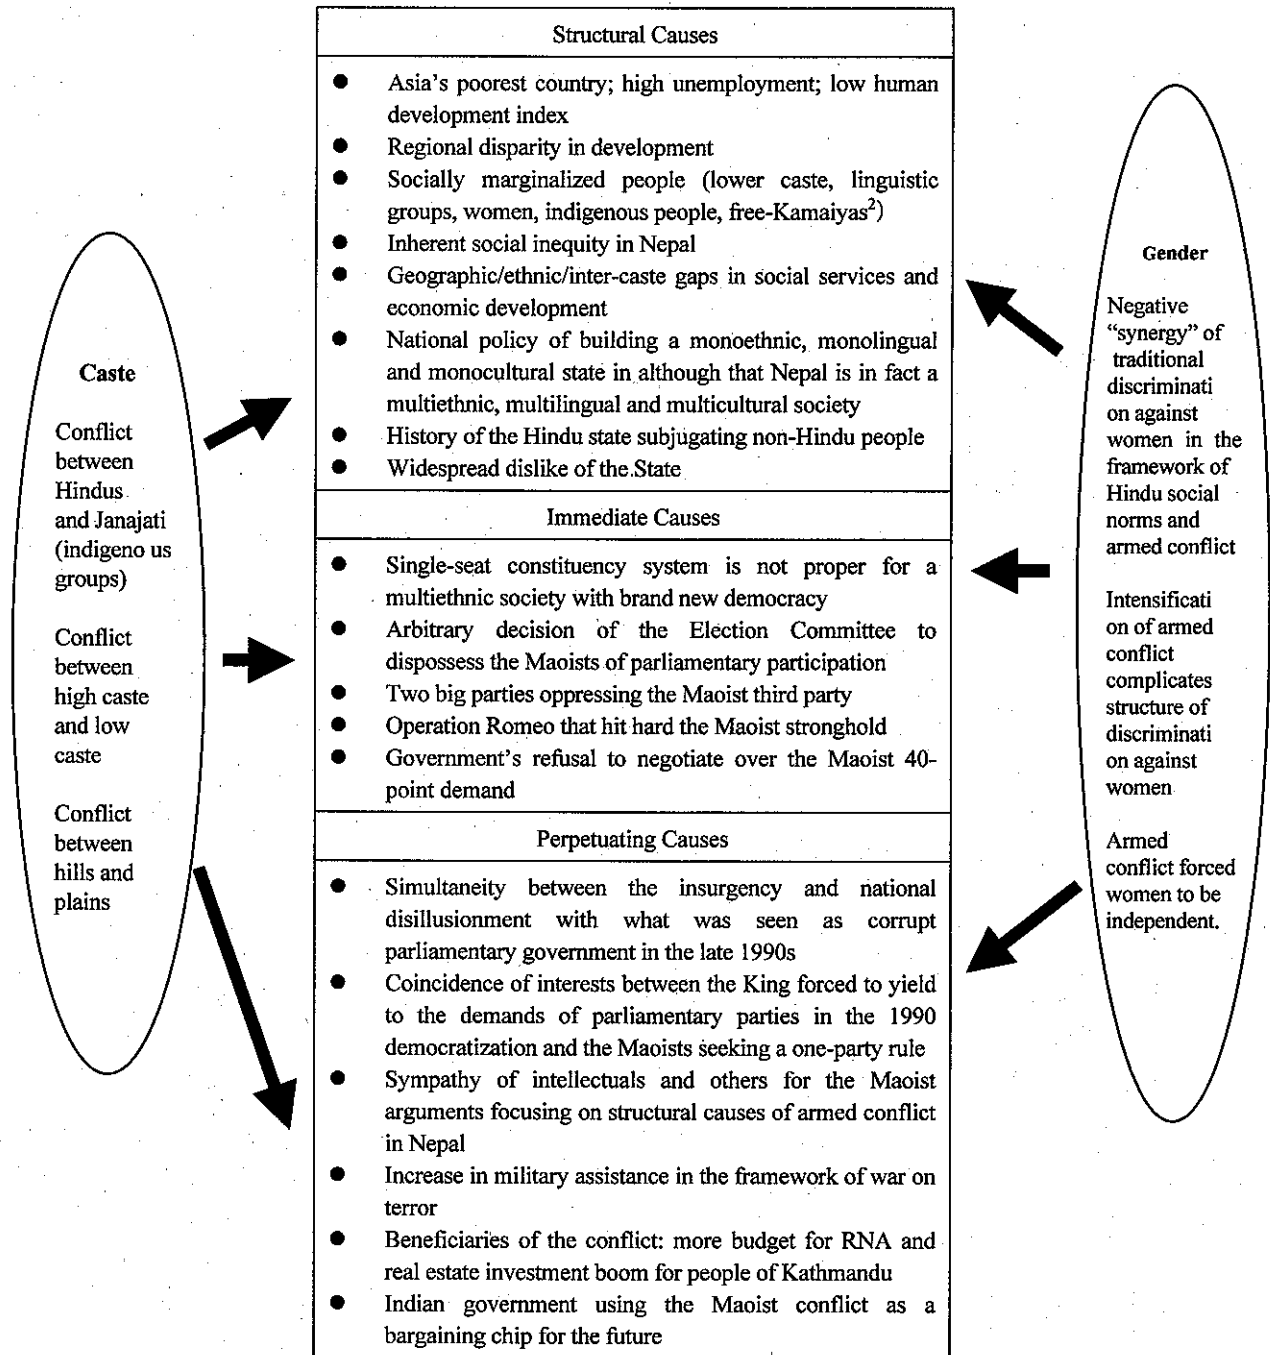 Structural Causes
● Asia's poorest country; high unemployment; low human
development index
● Regional disparity in development
● Socially marginalized people (lower caste, linguistic
groups, women, indigenous people, free-Kamaiyas²)
● Inherent social inequity in Nepal
● Geographic/ethnic/inter-caste gaps in social services and
economic development
● National policy of building a monoethnic, monolingual
and monocultural state in although that Nepal is in fact a
multiethnic, multilingual and multicultural society
● History of the Hindu state subjugating non-Hindu people
● Widespread dislike of the State
Immediate Causes
● Single-seat constituency system is not proper for a
multiethnic society with brand new democracy
● Arbitrary decision of the Election Committee to
dispossess the Maoists of parliamentary participation
● Two big parties oppressing the Maoist third party
● Operation Romeo that hit hard the Maoist stronghold
● Government's refusal to negotiate over the Maoist 40-
point demand
Perpetuating Causes
● Simultaneity between the insurgency and national
disillusionment with what was seen as corrupt
parliamentary government in the late 1990s
● Coincidence of interests between the King forced to yield
to the demands of parliamentary parties in the 1990
democratization and the Maoists seeking a one-party rule
● Sympathy of intellectuals and others for the Maoist
arguments focusing on structural causes of armed conflict
in Nepal
● Increase in military assistance in the framework of war on
terror
● Beneficiaries of the conflict: more budget for RNA and
real estate investment boom for people of Kathmandu
● Indian government using the Maoist conflict as a
bargaining chip for the future
Caste
Conflict
between
Hindus
and Janajati
(indigeno us
groups)
Conflict
between
high caste
and low
caste
Conflict
between
hills and
plains
Gender
Negative
"synergy" of
traditional
discriminati
on against
women in the
framework of
Hindu social
norms and
armed conflict
Intensificati
on of armed
conflict
complicates
structure of
discriminati
on against
women
Armed
conflict forced
women to be
independent.